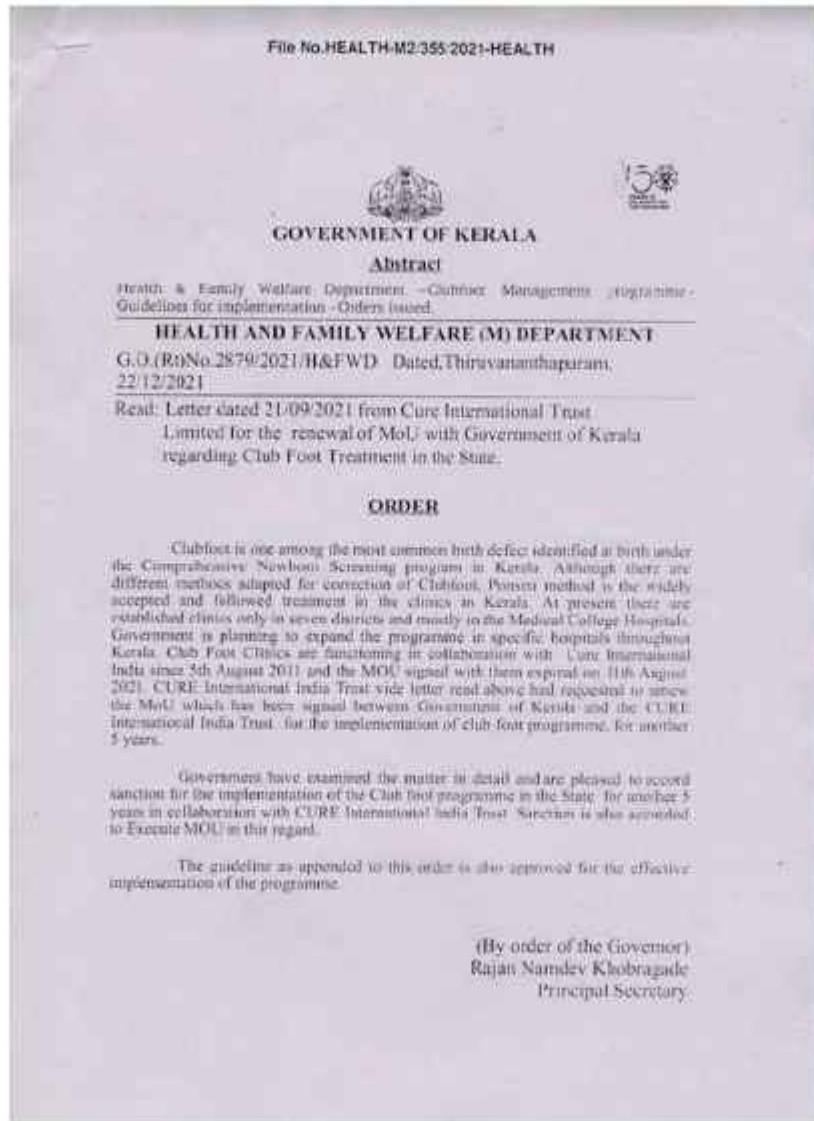 File No.HEALTH-M2/355/2021-HEALTH
150
GOVERNMENT OF KERALA
Abstract
Health & Family Welfare Department -Clubfoot Management programme-
Guidelines for implementation -Orders issued.
HEALTH AND FAMILY WELFARE (M) DEPARTMENT
G.O.(Rt)No.2879/2021/H&FWD Dated,Thiruvananthapuram,
22/12/2021
Read: Letter dated 21/09/2021 from Cure International Trust
Limited for the renewal of MoU with Government of Kerala
regarding Club Foot Treatment in the State.
ORDER
Clubfoot is one among the most common birth defect identified at birth under
the Comprehensive Newborn Screening program in Kerala. Although there are
different methods adapted for correction of Clubfoot, Ponseti method is the widely
accepted and followed treatment in the clinics in Kerala. At present there are
established clinics only in seven districts and mostly in the Medical College Hospitals.
Government is planning to expand the programme in specific hospitals throughout
Kerala. Club Foot Clinics are functioning in collaboration with Cure International
India since 5th August 2011 and the MOU signed with them expired on 11th August
2021. CURE International India Trust vide letter read above had requested to renew
the MoU which has been signed between Government of Kerala and the CURE
International India Trust for the implementation of club foot programme, for another
5 years.
Government have examined the matter in detail and are pleased to accord
sanction for the implementation of the Club foot programme in the State for another 5
years in collaboration with CURE International India Trust. Sanction is also accorded
to Execute MOU in this regard.
The guideline as appended to this order is also approved for the effective
implementation of the programme.
(By order of the Governor)
Rajan Namdev Khobragade
Principal Secretary